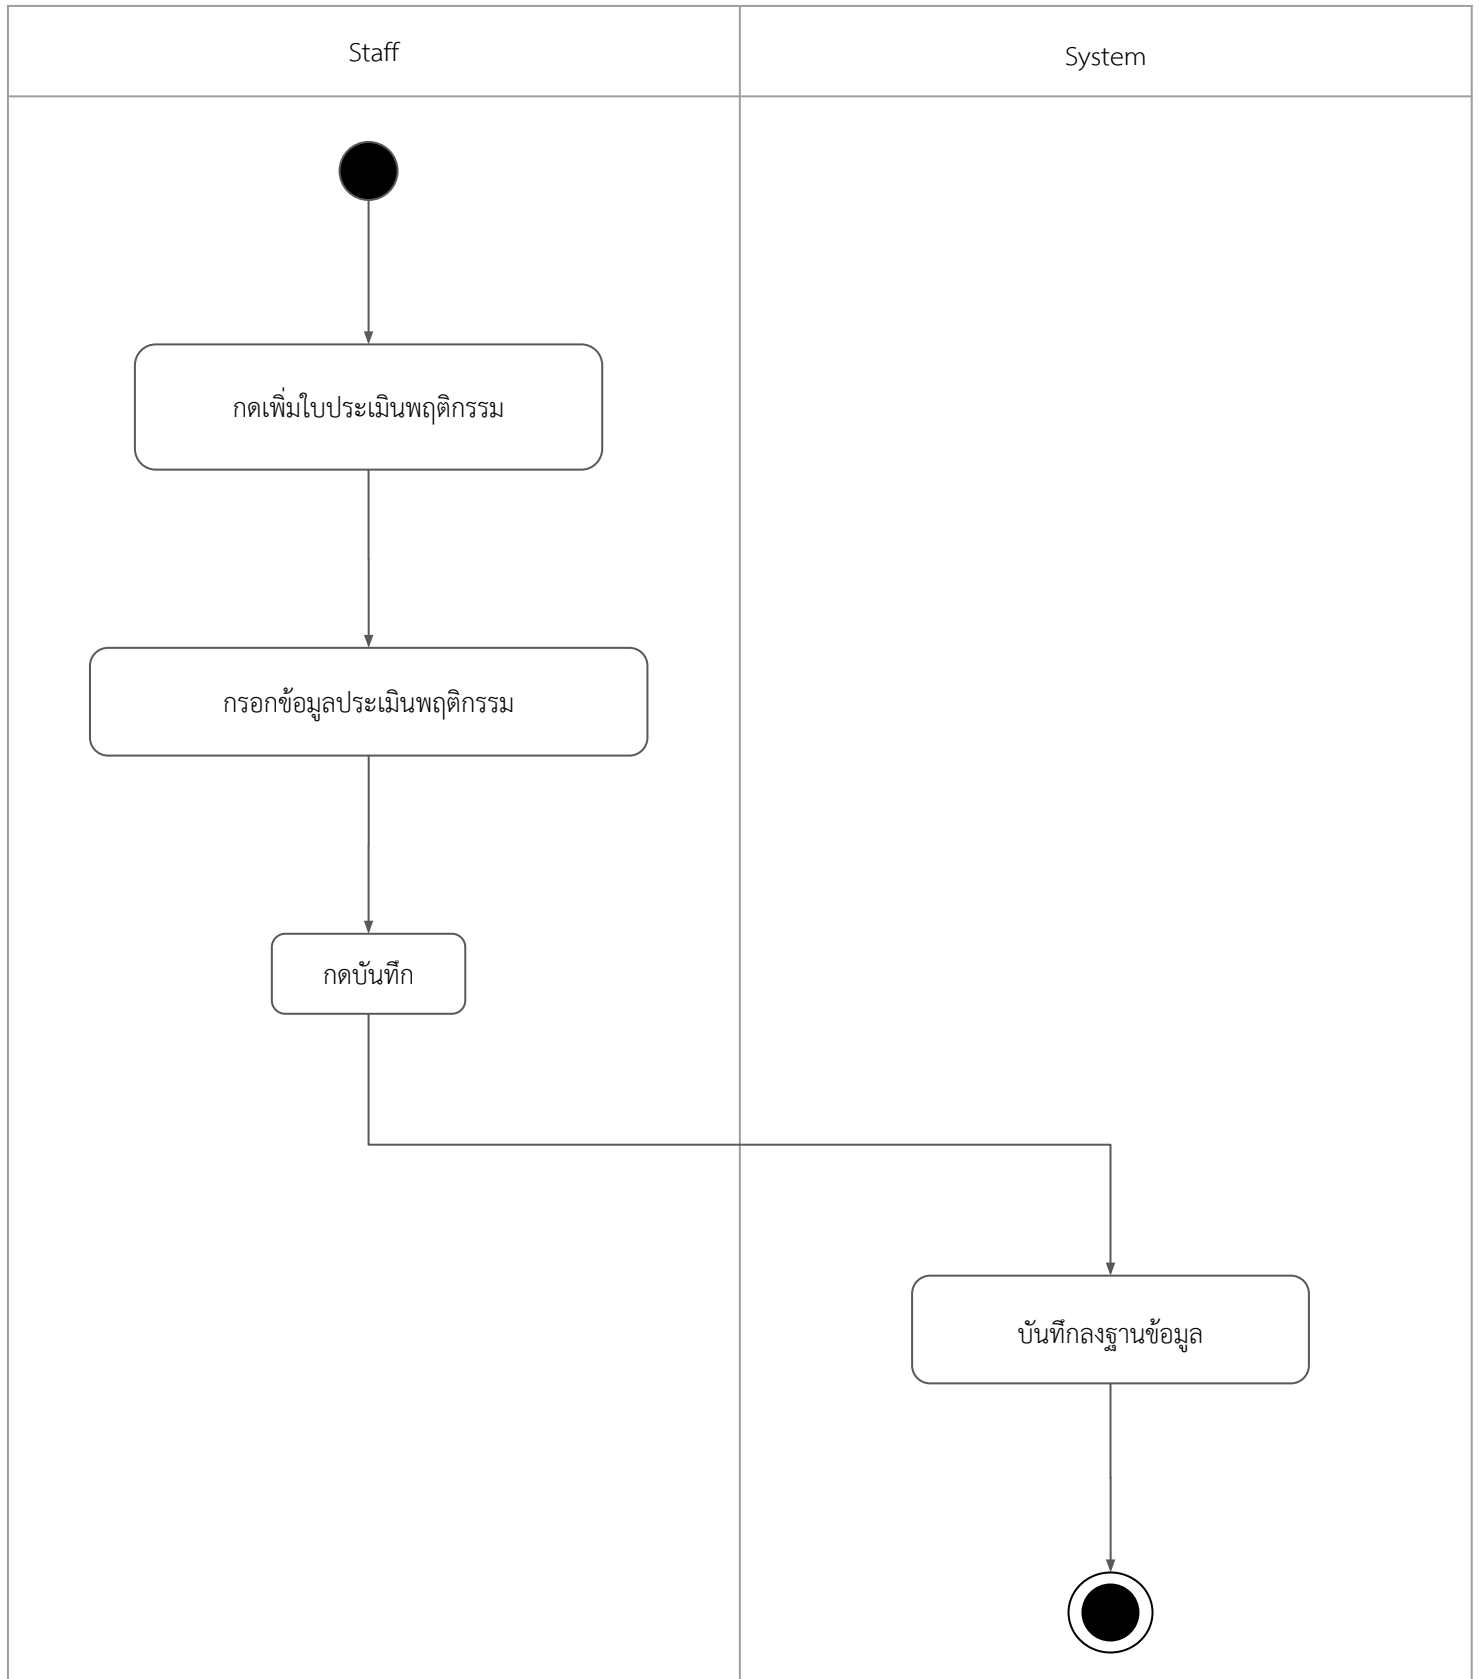 Staff
System
กดเพิ่มใบประเมินพฤติกรรม
กรอกข้อมูลประเมินพฤติกรรม
กดบันทึก
บันทึกลงฐานข้อมูล